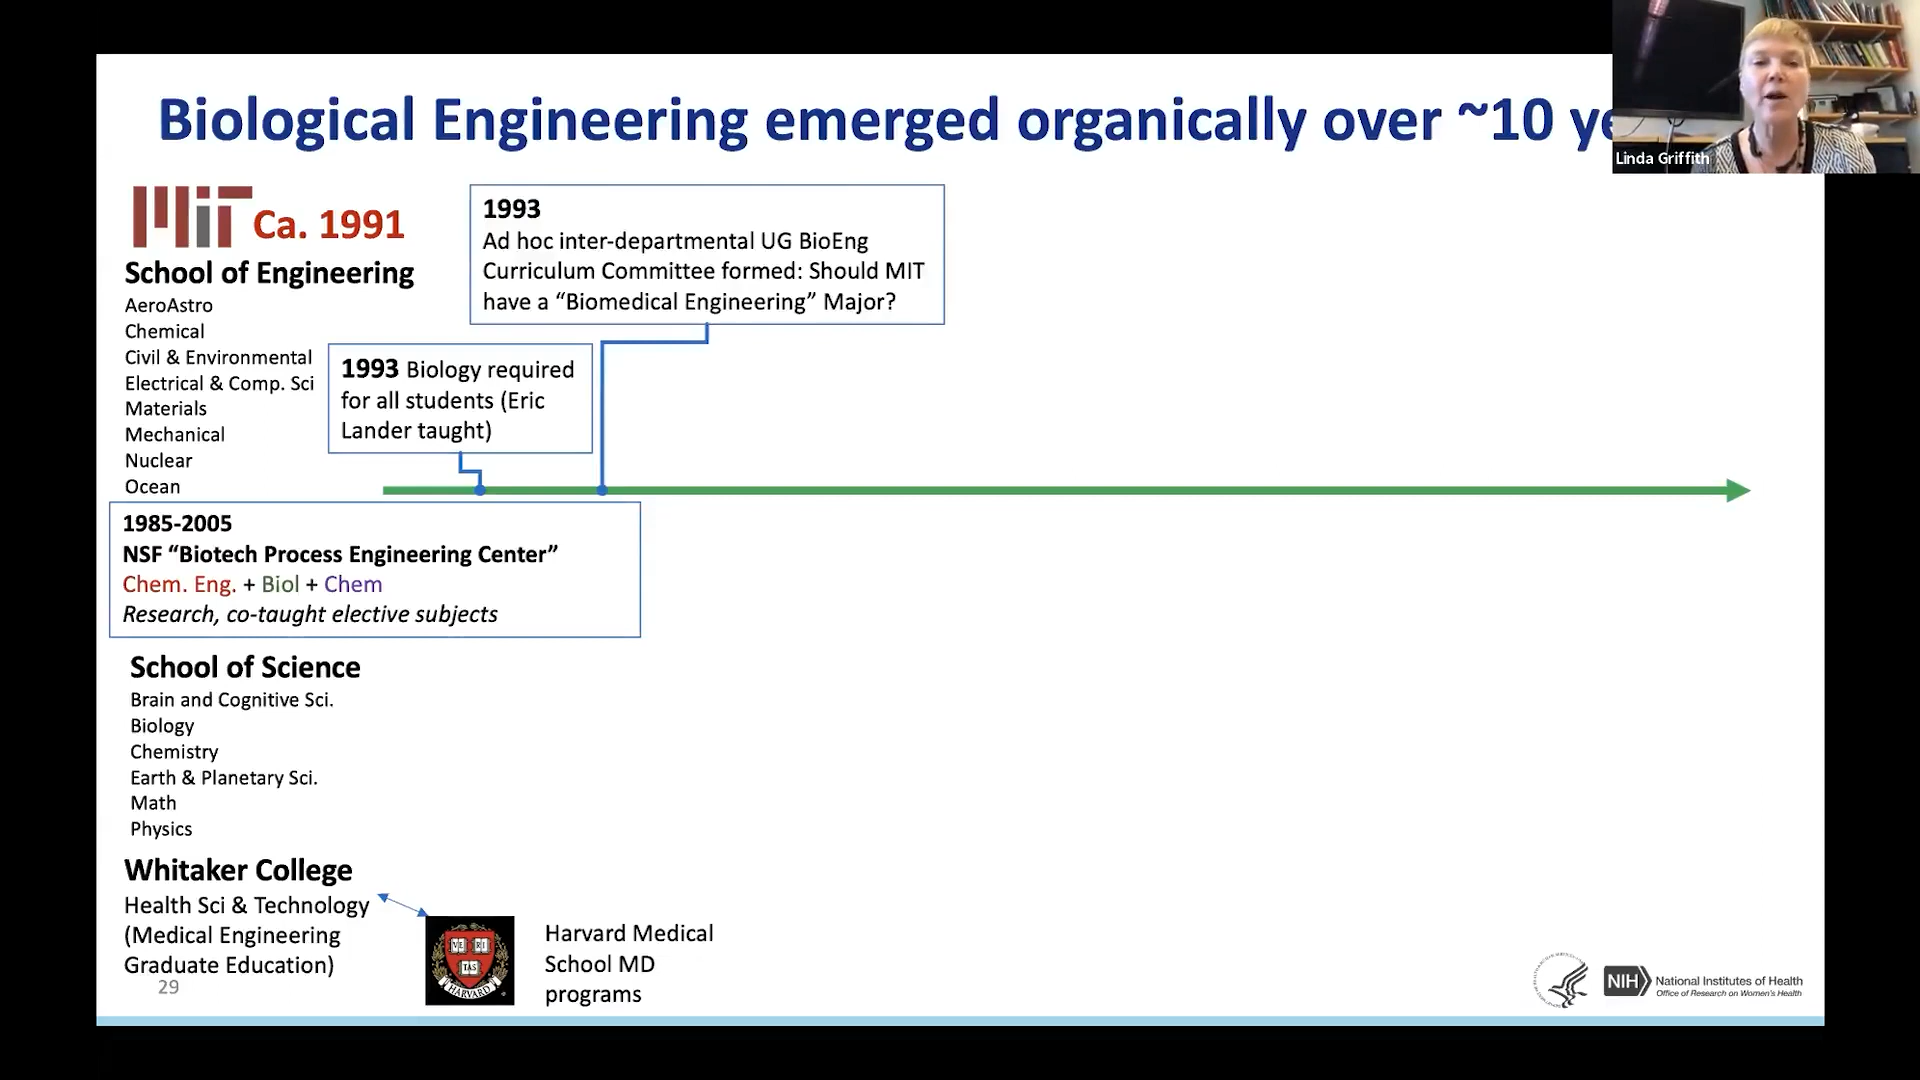 Biological Engineering emerged organically over ~10 ye
Linda Griffith
MIT Ca. 1991
School of Engineering
AeroAstro
Chemical
Civil & Environmental
Electrical & Comp. Sci
Materials
Mechanical
Nuclear
Ocean
1993
Ad hoc inter-departmental UG BioEng
Curriculum Committee formed: Should MIT
have a “Biomedical Engineering” Major?
1993 Biology required
for all students (Eric
Lander taught)
1985-2005
NSF “Biotech Process Engineering Center”
Chem. Eng. + Biol + Chem
Research, co-taught elective subjects
School of Science
Brain and Cognitive Sci.
Biology
Chemistry
Earth & Planetary Sci.
Math
Physics
Whitaker College
Health Sci & Technology
(Medical Engineering
Graduate Education)
29
VE RI
TAS
HARVARD
Harvard Medical
School MD
programs
NIH National Institutes of Health
Office of Research on Women's Health